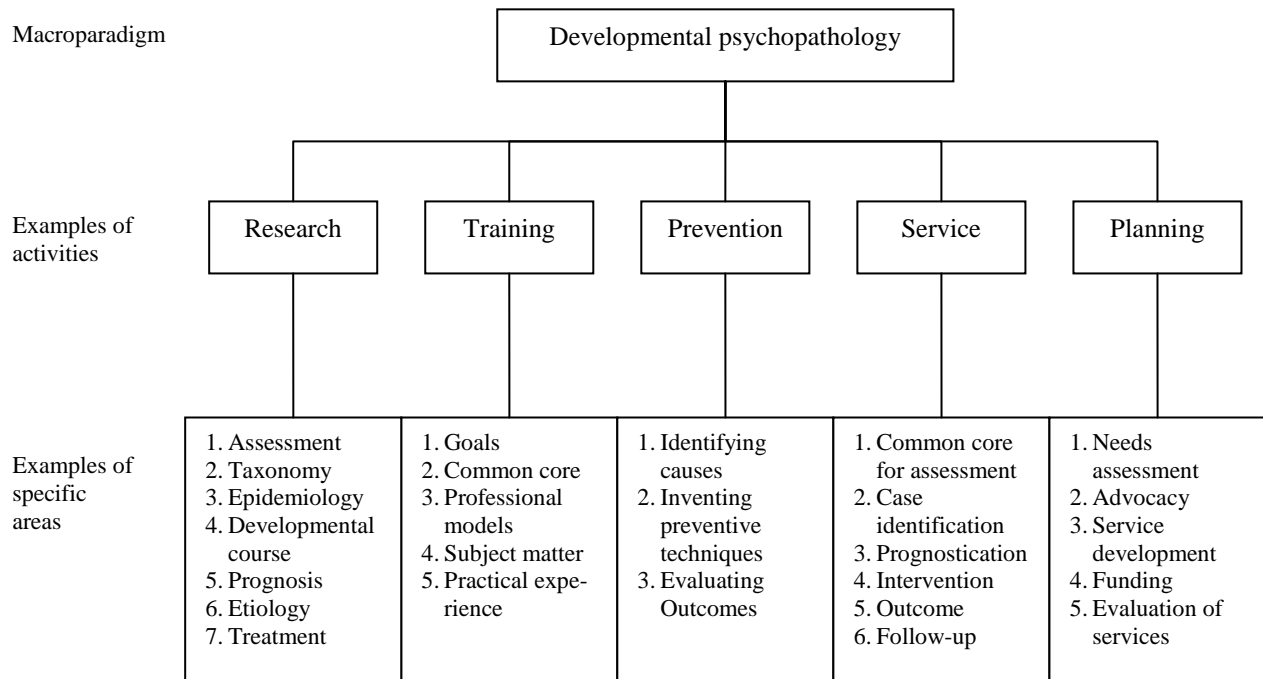 Macroparadigm
Developmental psychopathology
Examples of
activities
Research
Training
Prevention
Service
Planning
Examples of
specific
areas
1. Assessment
2. Taxonomy
3. Epidemiology
4. Developmental
course
5. Prognosis
6. Etiology
7. Treatment
1. Goals
2. Common core
3. Professional
models
4. Subject matter
5. Practical expe-
rience
1. Identifying
causes
2. Inventing
preventive
techniques
3. Evaluating
Outcomes
1. Common core
for assessment
2. Case
identification
3. Prognostication
4. Intervention
5. Outcome
6. Follow-up
1. Needs
assessment
2. Advocacy
3. Service
development
4. Funding
5. Evaluation of
services